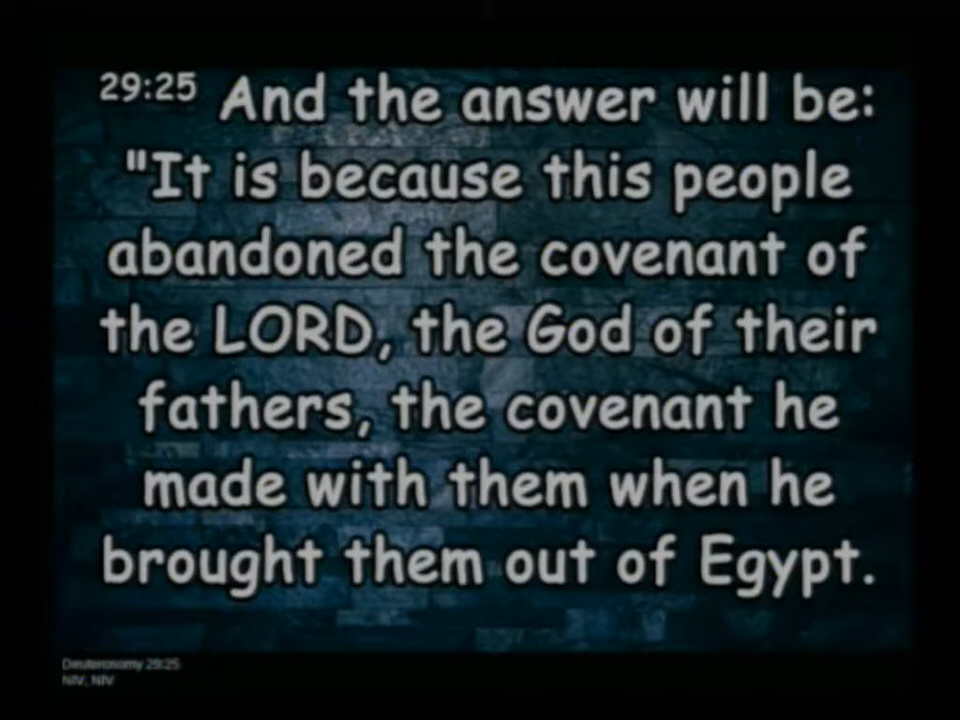 29:25 And the answer will be:
"It is because this people
abandoned the covenant of
the LORD, the God of their
fathers, the covenant he
made with them when he
brought them out of Egypt.
Deuteronomy 29:25
NIV, NIV